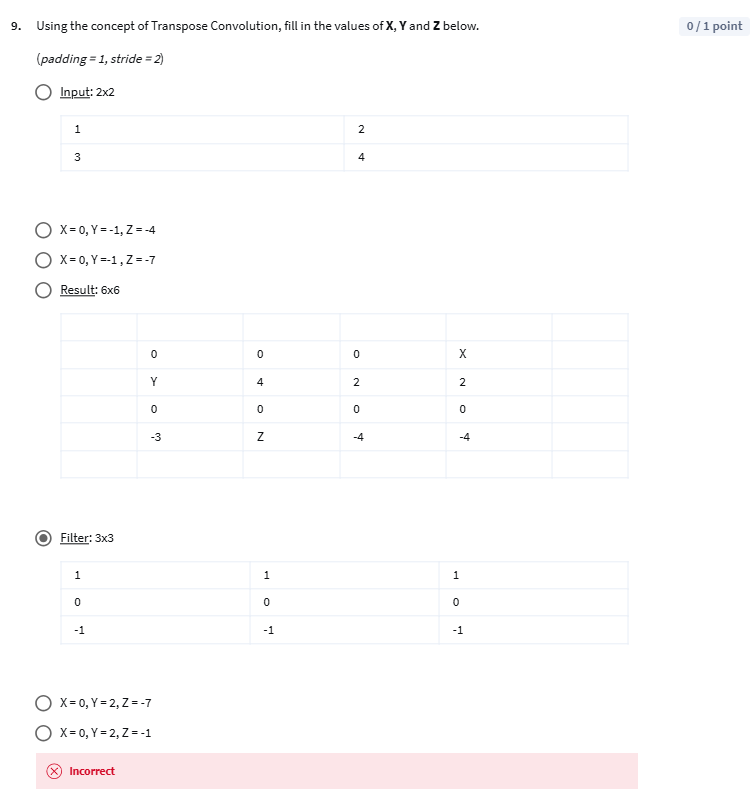 9. Using the concept of Transpose Convolution, fill in the values of X, Y and Z below. 0 / 1 point
(padding = 1, stride = 2)
Input: 2x2
1 2
3 4
X = 0, Y = -1, Z = -4
X = 0, Y =-1 , Z = -7
Result: 6x6
0 0 0 X
Y 4 2 2
0 0 0 0
-3 Z -4 -4
Filter: 3x3
1 1 1
0 0 0
-1 -1 -1
X = 0, Y = 2, Z = -7
X = 0, Y = 2, Z = -1
Incorrect